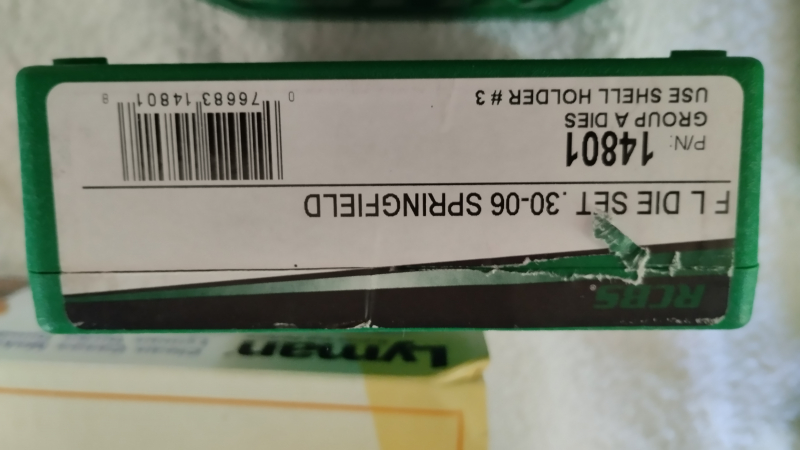 RCBS®
F L DIE SET .30-06 SPRINGFIELD
P/N: 14801
GROUP A DIES
USE SHELL HOLDER # 3
0 76683 14801 8
Lyman